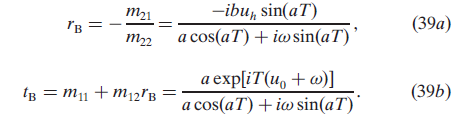 r_B = − m_21 / m_22 = −ibu_h sin(aT) / a cos(aT) + iω sin(aT) , (39a)
t_B = m_11 + m_12 r_B = a exp[iT(u_0 + ω)] / a cos(aT) + iω sin(aT) . (39b)